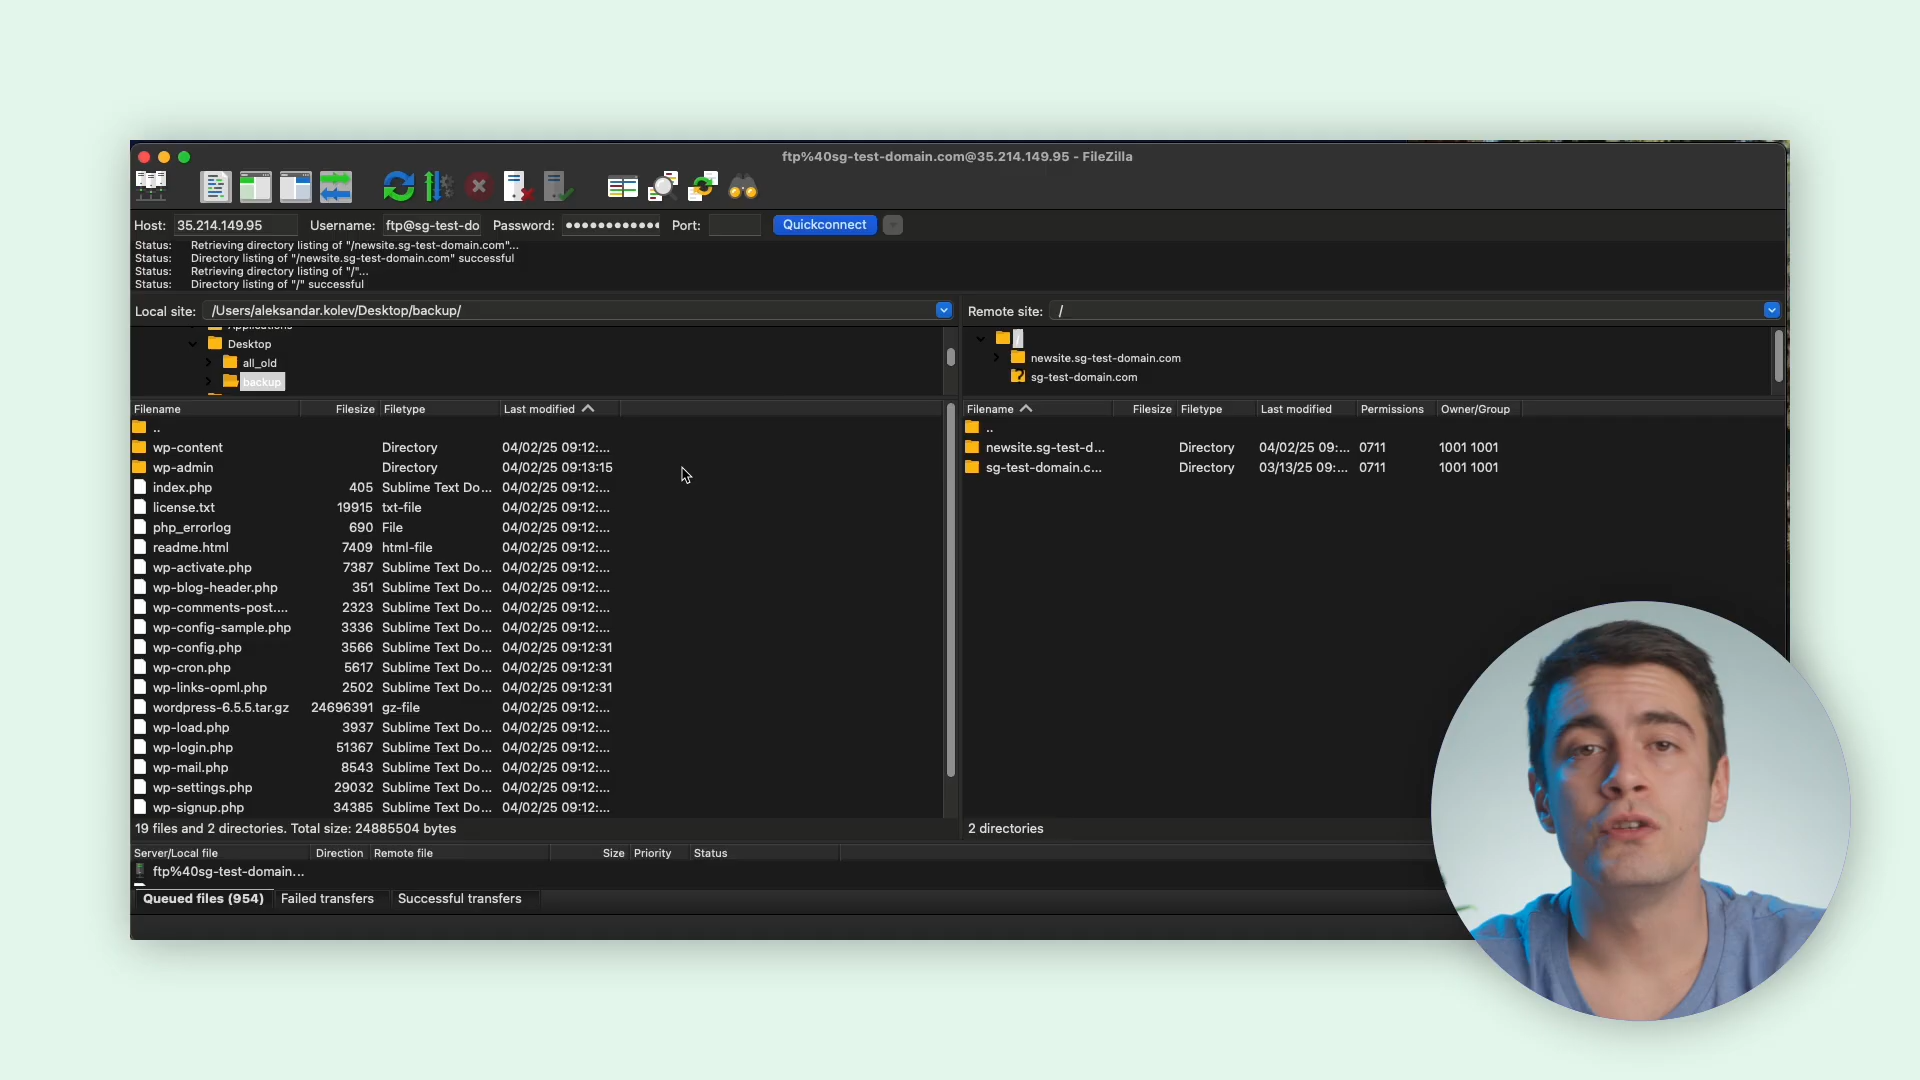 ftp%40sg-test-domain.com@35.214.149.95 - FileZilla
Host: 35.214.149.95 Username: ftp@sg-test-do Password: ●●●●●●●●●●●● Port: Quickconnect
Status: Retrieving directory listing of "/newsite.sg-test-domain.com"...
Status: Directory listing of "/newsite.sg-test-domain.com" successful
Status: Retrieving directory listing of "/"...
Status: Directory listing of "/" successful
Local site: /Users/aleksandar.kolev/Desktop/backup/
Applications
Desktop
all_old
backup
Filename Filesize Filetype Last modified
..
wp-content Directory 04/02/25 09:12:...
wp-admin Directory 04/02/25 09:13:15
index.php 405 Sublime Text Do... 04/02/25 09:12:...
license.txt 19915 txt-file 04/02/25 09:12:...
php_errorlog 690 File 04/02/25 09:12:...
readme.html 7409 html-file 04/02/25 09:12:...
wp-activate.php 7387 Sublime Text Do... 04/02/25 09:12:...
wp-blog-header.php 351 Sublime Text Do... 04/02/25 09:12:...
wp-comments-post.... 2323 Sublime Text Do... 04/02/25 09:12:...
wp-config-sample.php 3336 Sublime Text Do... 04/02/25 09:12:...
wp-config.php 3566 Sublime Text Do... 04/02/25 09:12:31
wp-cron.php 5617 Sublime Text Do... 04/02/25 09:12:31
wp-links-opml.php 2502 Sublime Text Do... 04/02/25 09:12:31
wordpress-6.5.5.tar.gz 24696391 gz-file 04/02/25 09:12:...
wp-load.php 3937 Sublime Text Do... 04/02/25 09:12:...
wp-login.php 51367 Sublime Text Do... 04/02/25 09:12:...
wp-mail.php 8543 Sublime Text Do... 04/02/25 09:12:...
wp-settings.php 29032 Sublime Text Do... 04/02/25 09:12:...
wp-signup.php 34385 Sublime Text Do... 04/02/25 09:12:...
19 files and 2 directories. Total size: 24885504 bytes
Remote site: /
/
newsite.sg-test-domain.com
sg-test-domain.com
Filename Filesize Filetype Last modified Permissions Owner/Group
..
newsite.sg-test-d... Directory 04/02/25 09:... 0711 1001 1001
sg-test-domain.c... Directory 03/13/25 09:... 0711 1001 1001
2 directories
Server/Local file Direction Remote file Size Priority Status
ftp%40sg-test-domain...
Queued files (954) Failed transfers Successful transfers